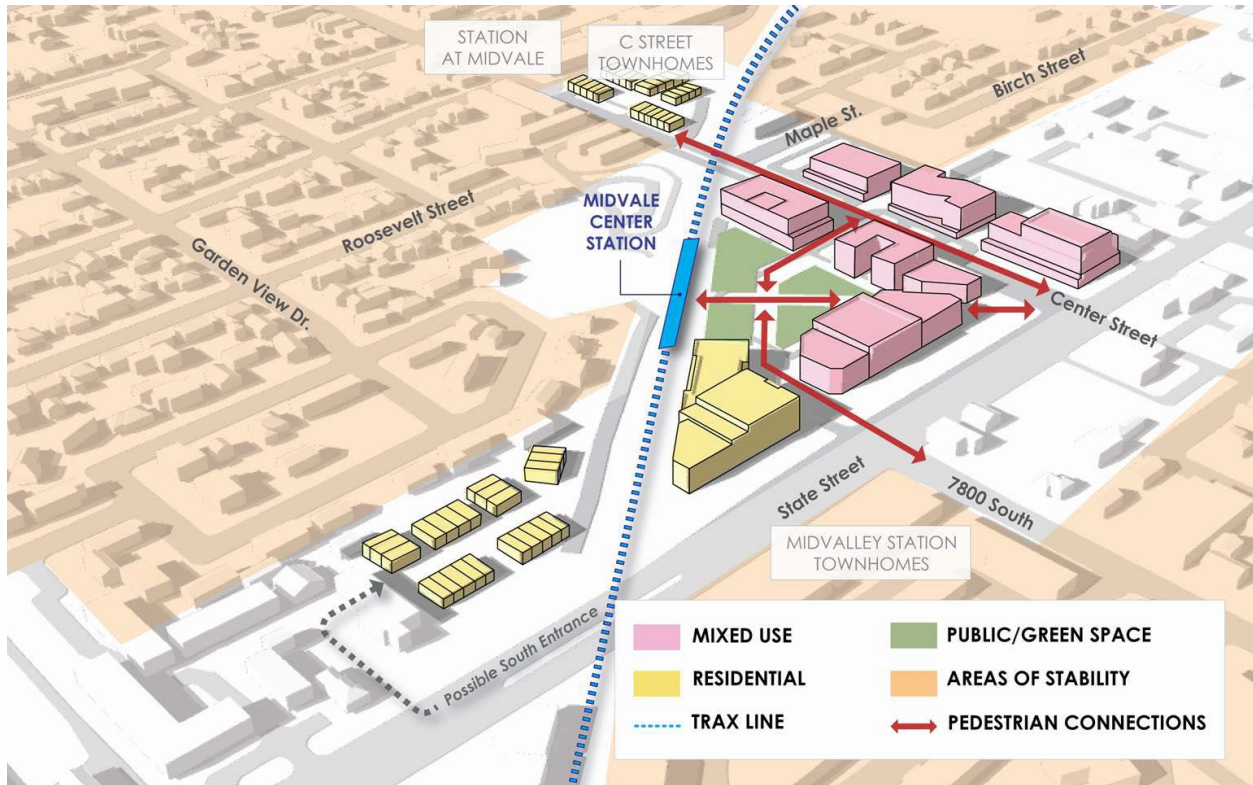 STATION
AT MIDVALE
C STREET
TOWNHOMES
Birch Street
Maple St.
MIDVALE
CENTER
STATION
Roosevelt Street
Garden View Dr.
Center Street
State Street
7800 South
MIDVALLEY STATION
TOWNHOMES
Possible South Entrance
MIXED USE
PUBLIC/GREEN SPACE
RESIDENTIAL
AREAS OF STABILITY
TRAX LINE
PEDESTRIAN CONNECTIONS